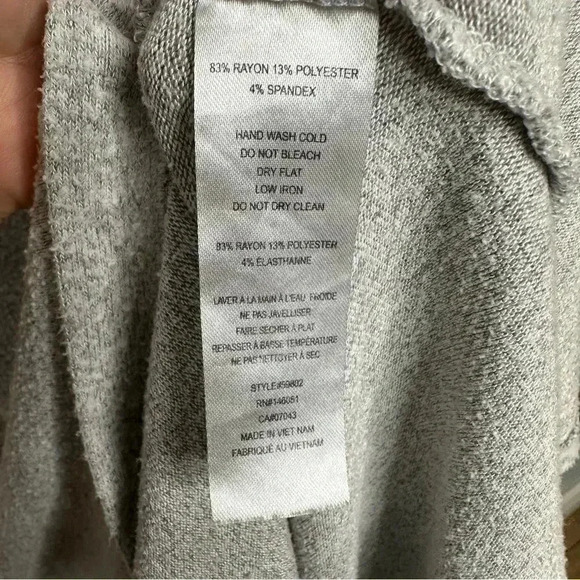 83% RAYON 13% POLYESTER
4% SPANDEX
HAND WASH COLD
DO NOT BLEACH
DRY FLAT
LOW IRON
DO NOT DRY CLEAN
83% RAYON 13% POLYESTER
4% ÉLASTHANNE
LAVER À LA MAIN À L'EAU FROIDE
NE PAS JAVELLISER
FAIRE SÉCHER À PLAT
REPASSER À BASSE TEMPÉRATURE
NE PAS NETTOYER À SEC
STYLE#59802
RN#146051
CA#07043
MADE IN VIET NAM
FABRIQUÉ AU VIETNAM